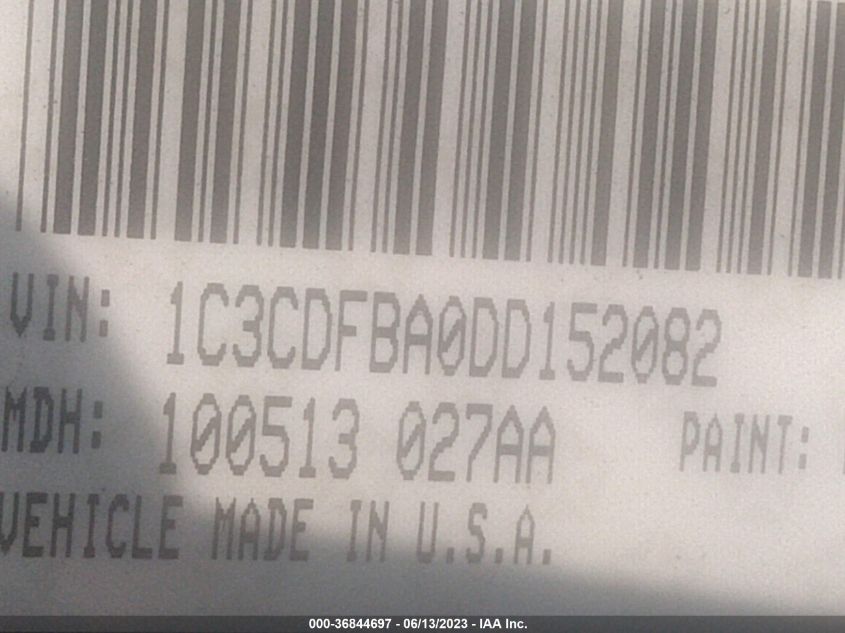 VIN: 1C3CDFBA0DD152082
MDH: 100513 027AA PAINT:
VEHICLE MADE IN U.S.A.
000-36844697 - 06/13/2023 - IAA Inc.